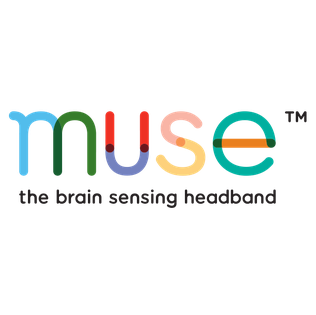 muse™
the brain sensing headband